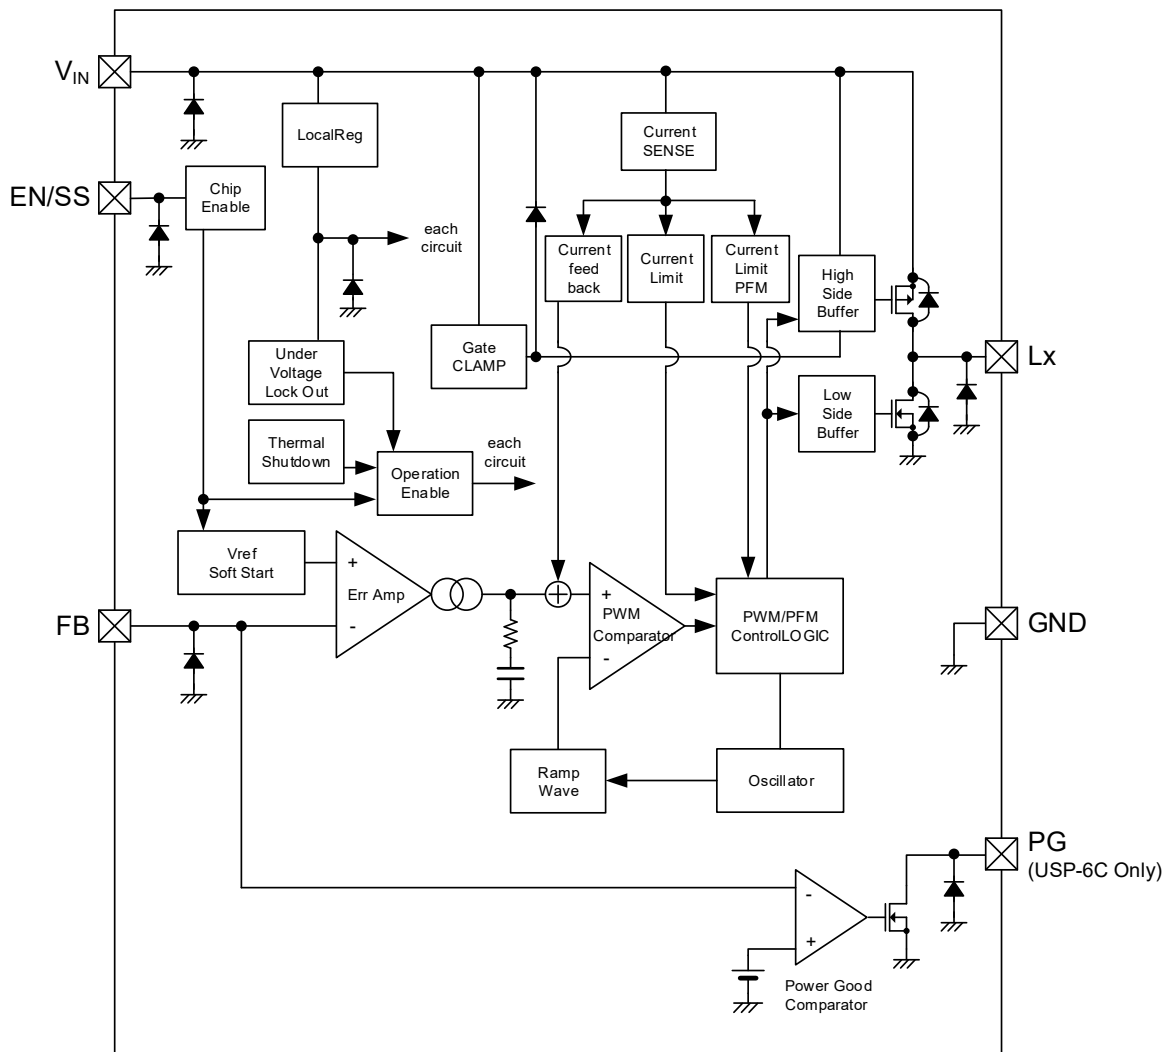 VIN
LocalReg
Current
SENSE
EN/SS
Chip
Enable
each
circuit
Current
feed
back
Current
Limit
Current
Limit
PFM
High
Side
Buffer
Under
Voltage
Lock Out
Gate
CLAMP
Lx
Low
Side
Buffer
Thermal
Shutdown
Operation
Enable
each
circuit
Vref
Soft Start
+
Err Amp
-
+
PWM
Comparator
-
PWM/PFM
ControlLOGIC
FB
GND
Ramp
Wave
Oscillator
PG
(USP-6C Only)
-
+
Power Good
Comparator